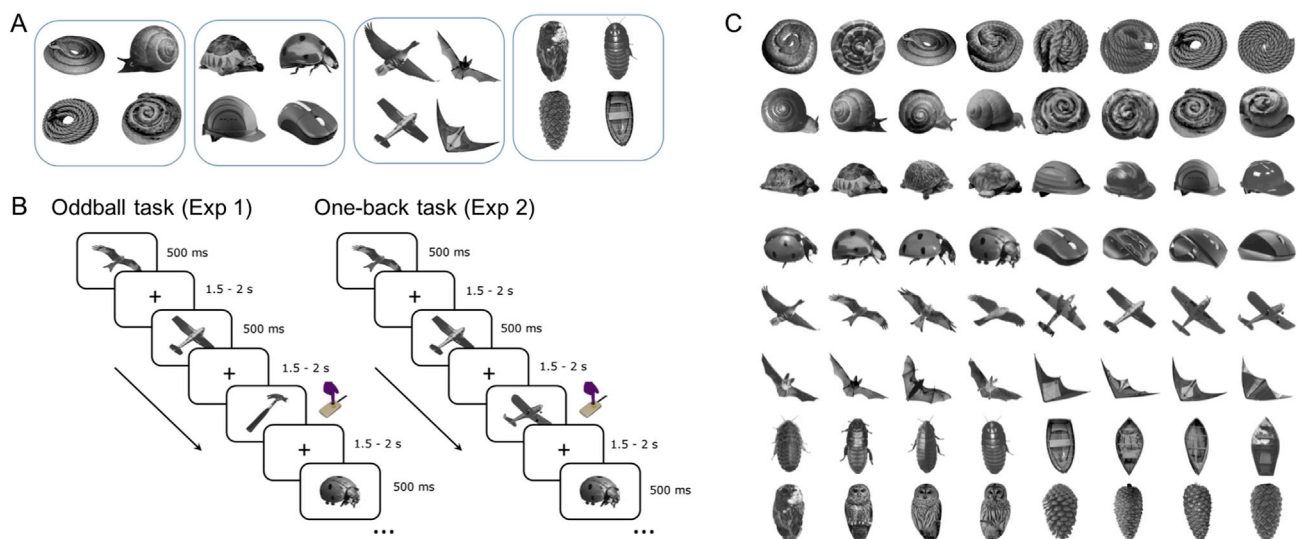 A
B
Oddball task (Exp 1)
One-back task (Exp 2)
500 ms
1.5 - 2 s
500 ms
1.5 - 2 s
1.5 - 2 s
500 ms
...
500 ms
1.5 - 2 s
500 ms
1.5 - 2 s
1.5 - 2 s
500 ms
...
C